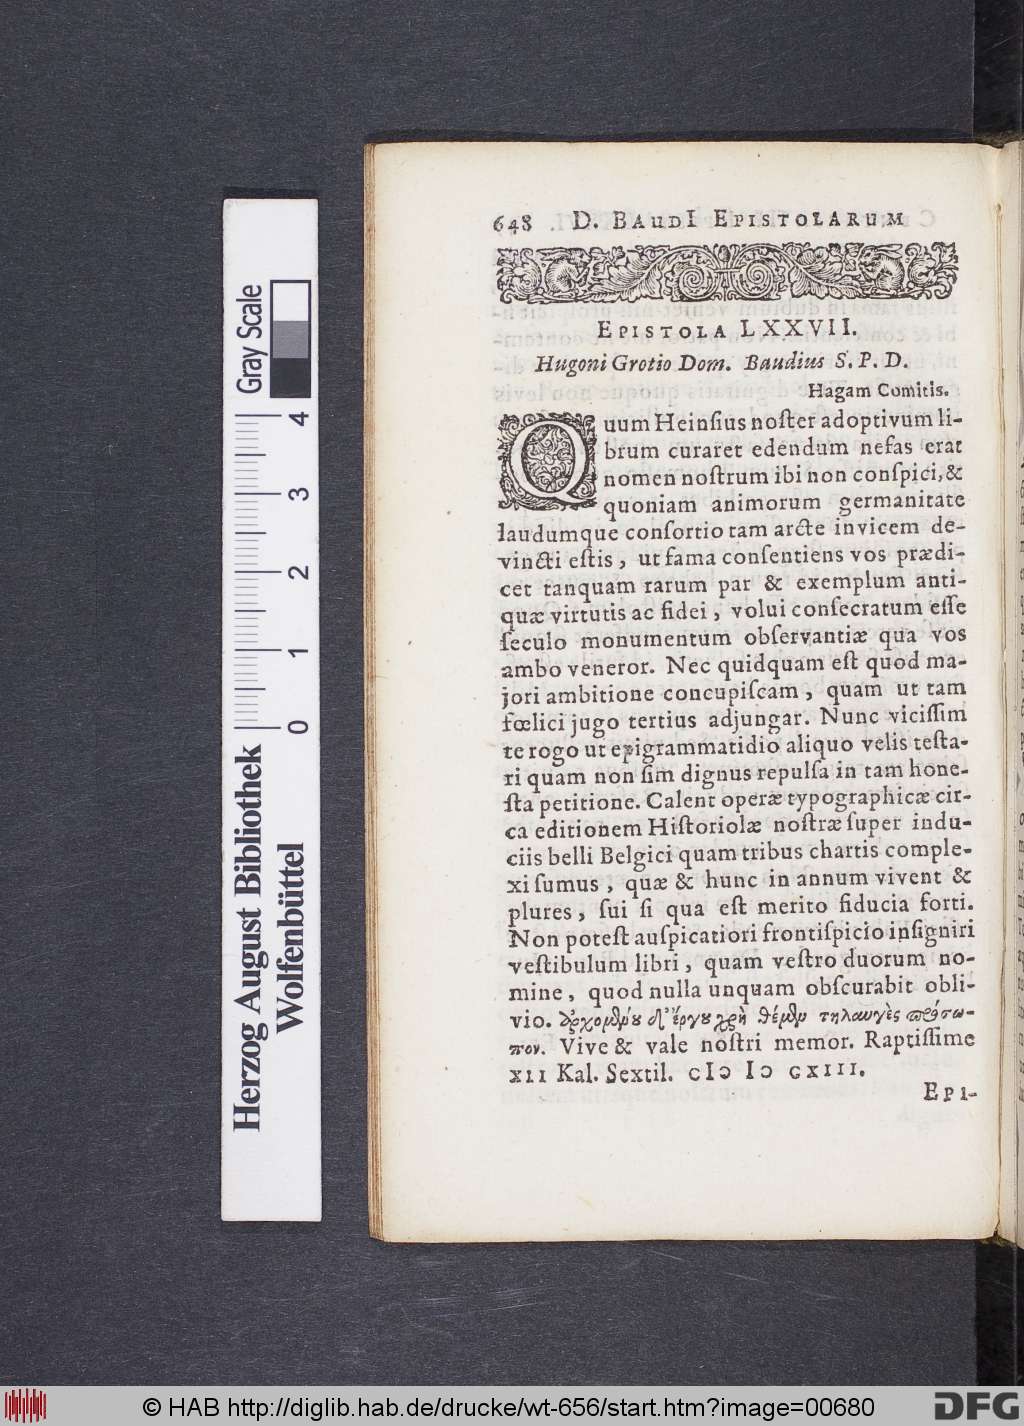 648 D. BAUDI EPISTOLARUM
EPISTOLA LXXVII.
Hugoni Grotio Dom. Baudius S. P. D.
Hagam Comitis.
Quum Heinſius noſter adoptivum li-
brum curaret edendum nefas erat
nomen noſtrum ibi non conſpici, &
quoniam animorum germanitate
laudumque conſortio tam arcte invicem de-
vincti eſtis, ut fama conſentiens vos prædi-
cet tanquam rarum par & exemplum anti-
quæ virtutis ac fidei, volui conſecratum eſſe
ſeculo monumentum obſervantiæ qua vos
ambo veneror. Nec quidquam eſt quod ma-
jori ambitione concupiſcam, quam ut tam
fœlici jugo tertius adjungar. Nunc viciſſim
te rogo ut epigrammatidio aliquo velis teſta-
ri quam non ſim dignus repulſa in tam hone-
ſta petitione. Calent operæ typographicæ cir-
ca editionem Hiſtoriolæ noſtræ ſuper indu-
ciis belli Belgici quam tribus chartis comple-
xi ſumus, quæ & hunc in annum vivent &
plures, ſui ſi qua eſt merito fiducia forti.
Non poteſt auſpicatiori frontiſpicio inſigniri
veſtibulum libri, quam veſtro duorum no-
mine, quod nulla unquam obſcurabit obli-
vio. ἀρχομένου δ' ἔργου χρὴ θέμεν τηλαυγὲς πρόσω-
πον. Vive & vale noſtri memor. Raptiſſime
XII Kal. Sextil. cIↄ Iↄ cXIII.
EPI-
Herzog August Bibliothek
Wolfenbüttel
0 1 2 3 4
Gray Scale
© HAB http://diglib.hab.de/drucke/wt-656/start.htm?image=00680
DFG